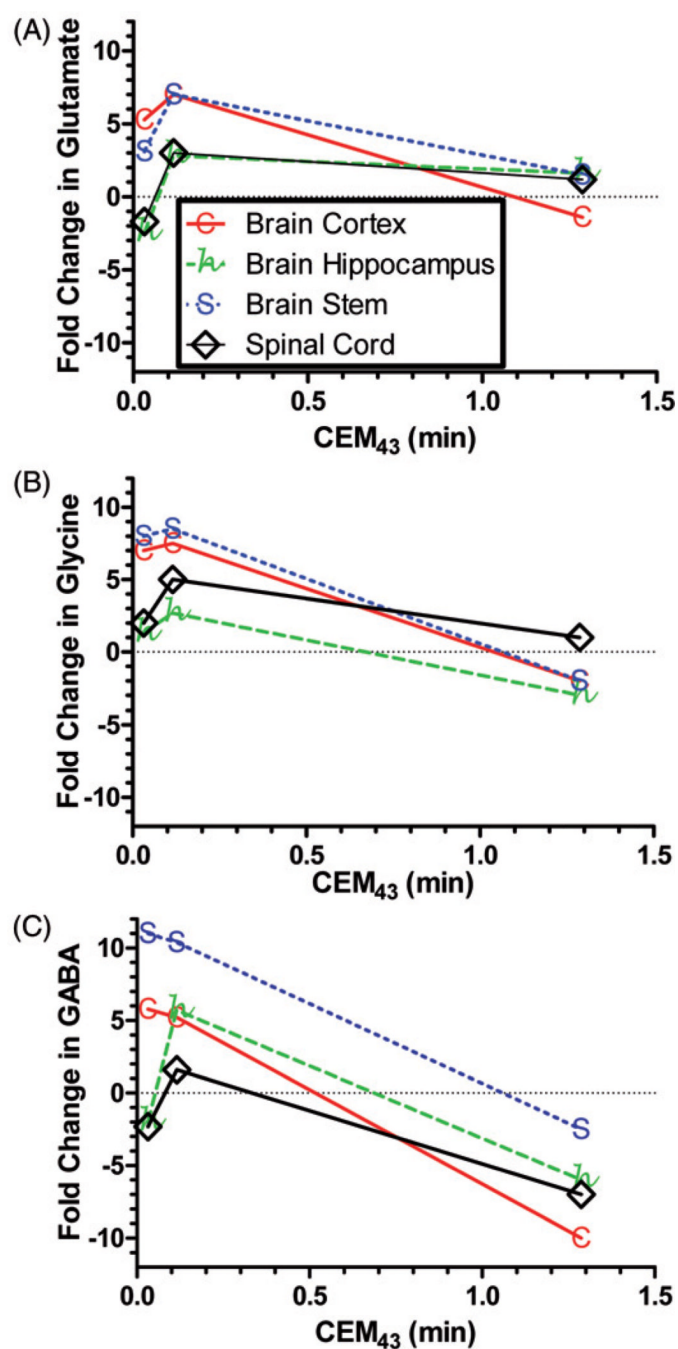 (A)
Fold Change in Glutamate
10
5
0
-5
-10
C Brain Cortex
h Brain Hippocampus
S Brain Stem
Spinal Cord
0.0 0.5 1.0 1.5
CEM43 (min)
(B)
Fold Change in Glycine
10
5
0
-5
-10
0.0 0.5 1.0 1.5
CEM43 (min)
(C)
Fold Change in GABA
10
5
0
-5
-10
0.0 0.5 1.0 1.5
CEM43 (min)